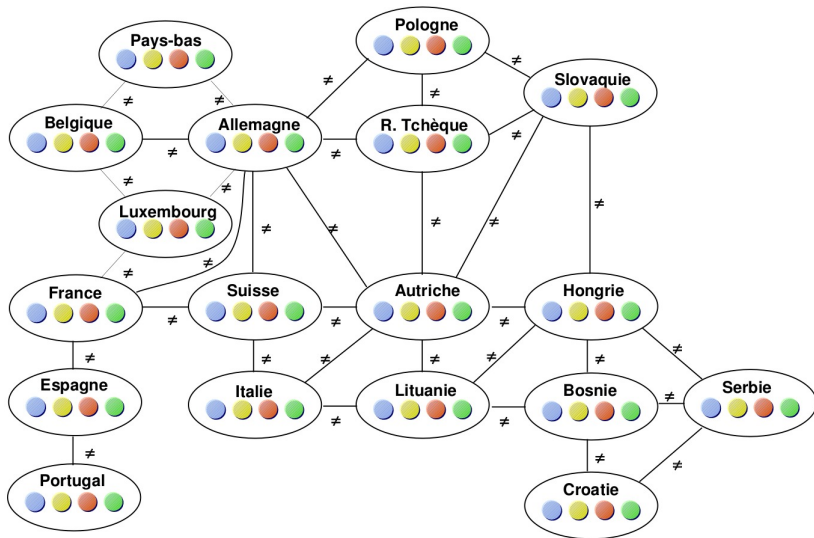 Pologne
Pays-bas
≠
≠
Slovaquie
≠
≠
≠
Belgique
Allemagne
R. Tchèque
≠
≠
≠
≠
≠
Luxembourg
≠
≠
≠
≠
≠
≠
≠
France
Suisse
Autriche
Hongrie
≠
≠
≠
≠
≠
≠
≠
≠
≠
≠
Espagne
Italie
Lituanie
Bosnie
Serbie
≠
≠
≠
≠
≠
≠
≠
Portugal
Croatie